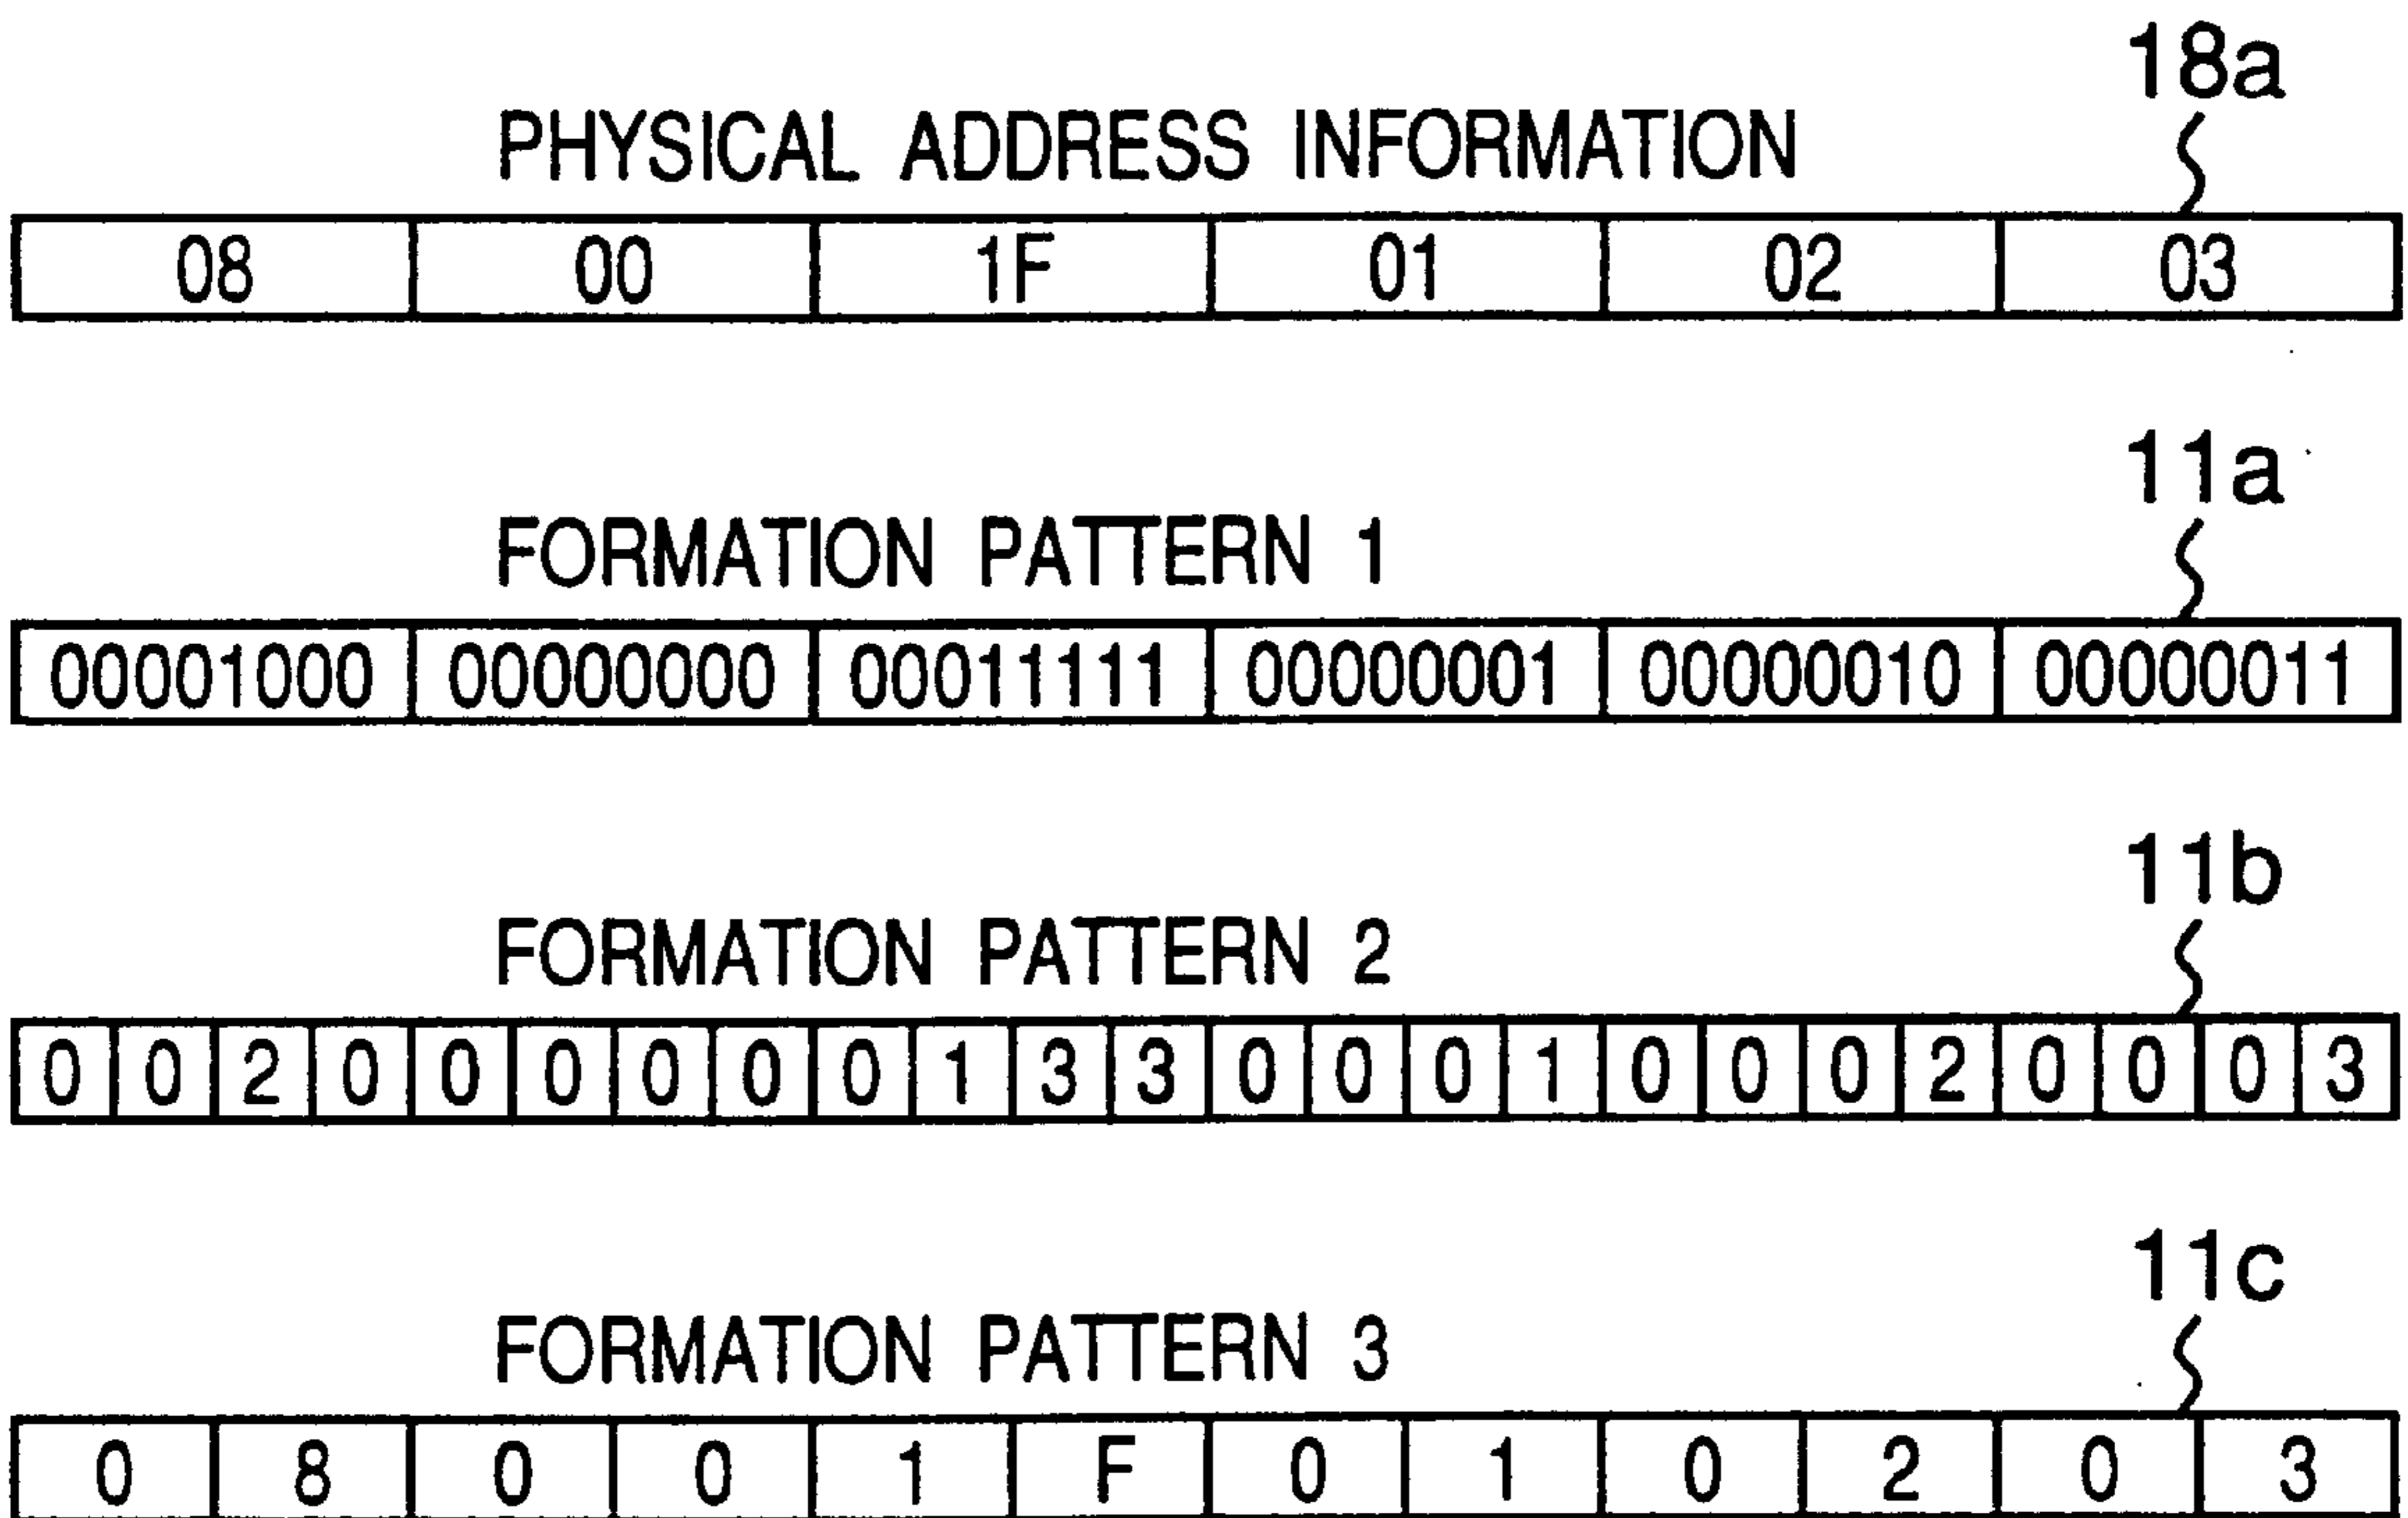 18a
PHYSICAL ADDRESS INFORMATION
08 00 1F 01 02 03
11a
FORMATION PATTERN 1
00001000 00000000 00011111 00000001 00000010 00000011
11b
FORMATION PATTERN 2
0 0 2 0 0 0 0 0 0 1 3 3 0 0 0 1 0 0 0 2 0 0 0 3
11c
FORMATION PATTERN 3
0 8 0 0 1 F 0 1 0 2 0 3